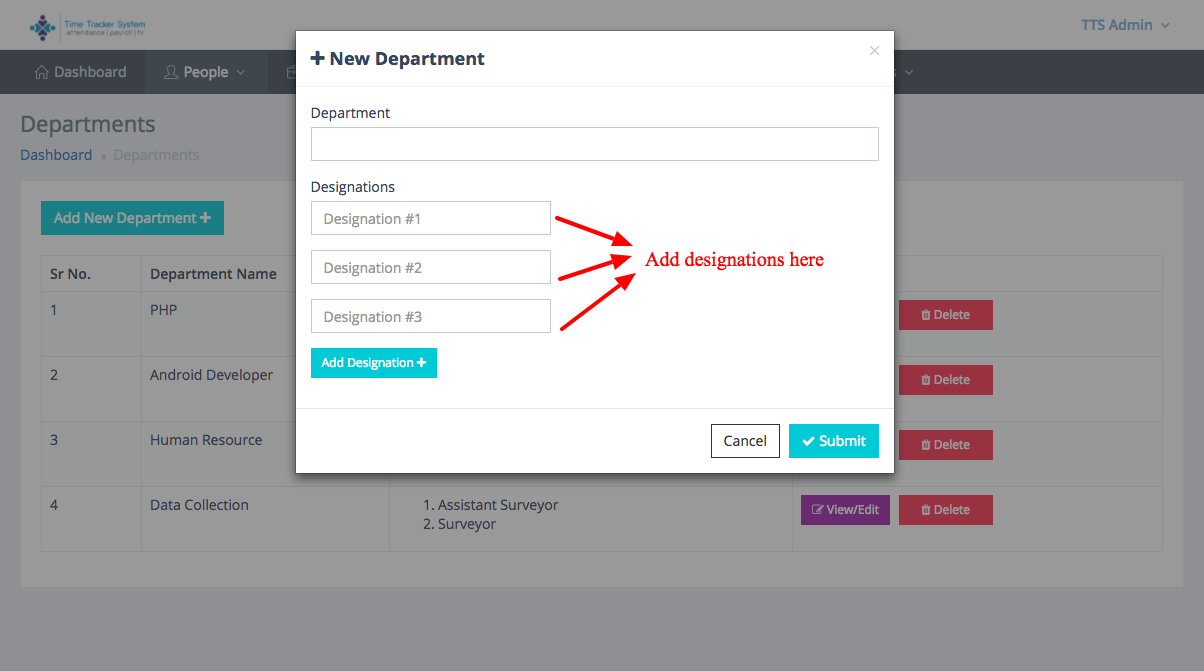 Time Tracker System
attendance | payroll | hr
TTS Admin
Dashboard
People
Departments
Dashboard • Departments
Add New Department
Sr No.
Department Name
1
PHP
Delete
2
Android Developer
Delete
3
Human Resource
Delete
4
Data Collection
1. Assistant Surveyor
2. Surveyor
View/Edit
Delete
New Department
×
Department
Designations
Designation #1
Designation #2
Designation #3
Add designations here
Add Designation +
Cancel
Submit